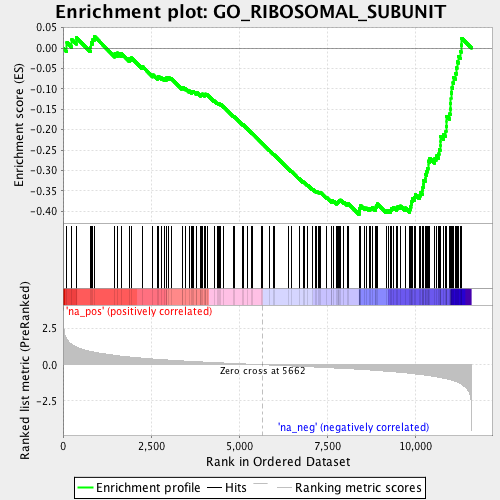 Enrichment plot: GO_RIBOSOMAL_SUBUNIT
Enrichment score (ES)
0.05
0.00
-0.05
-0.10
-0.15
-0.20
-0.25
-0.30
-0.35
-0.40
'na_pos' (positively correlated)
Ranked list metric (PreRanked)
2.5
0.0
-2.5
Zero cross at 5662
'na_neg' (negatively correlated)
0
2,500
5,000
7,500
10,000
Rank in Ordered Dataset
Enrichment profile
Hits
Ranking metric scores